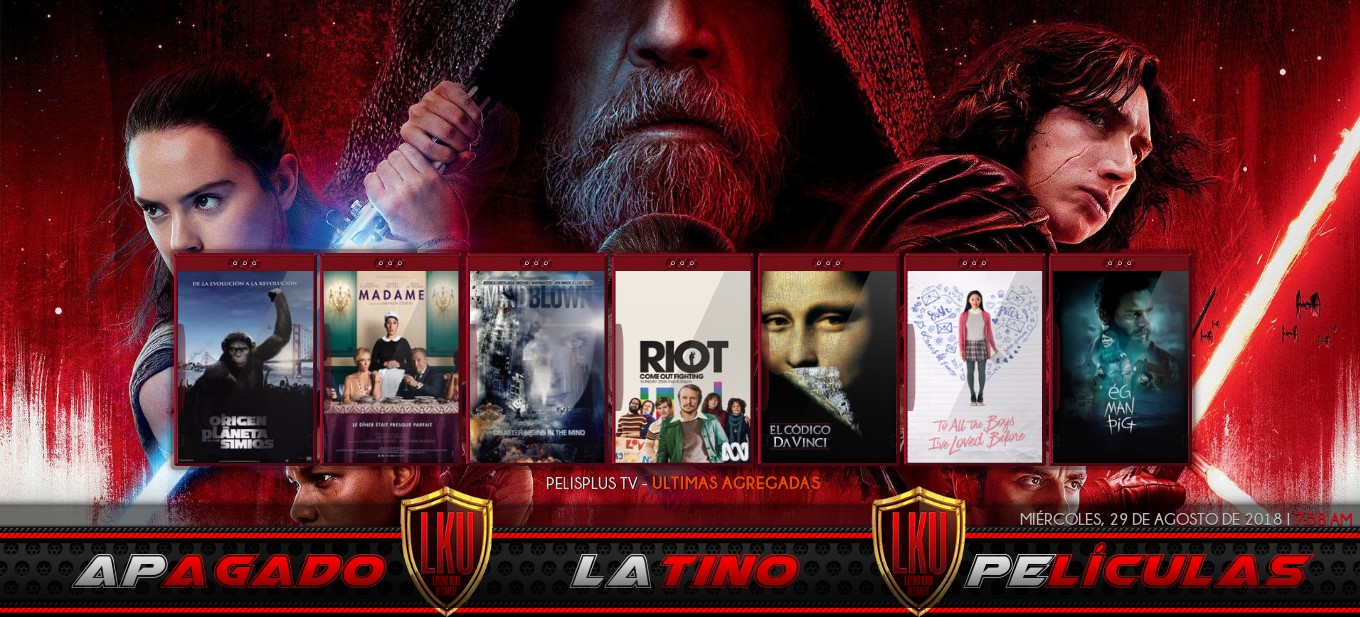 DE LA EVOLUCIÓN A LA REVOLUCIÓN
ORIGEN
PLANETA
SIMIOS
MADAME
LE DÎNER ÉTAIT PRESQUE PARFAIT
MIND BLOWN
DISASTER BEGINS IN THE MIND
RIOT
COME OUT FIGHTING
ABC
EL CÓDIGO
DA VINCI
To All the Boys
I've Loved Before
ÉG
MAN
ÞIG
PELISPLUS TV - ULTIMAS AGREGADAS
MIÉRCOLES, 29 DE AGOSTO DE 2018 | 7:58 AM
APAGADO
LKU
LATINO
LKU
PELÍCULAS